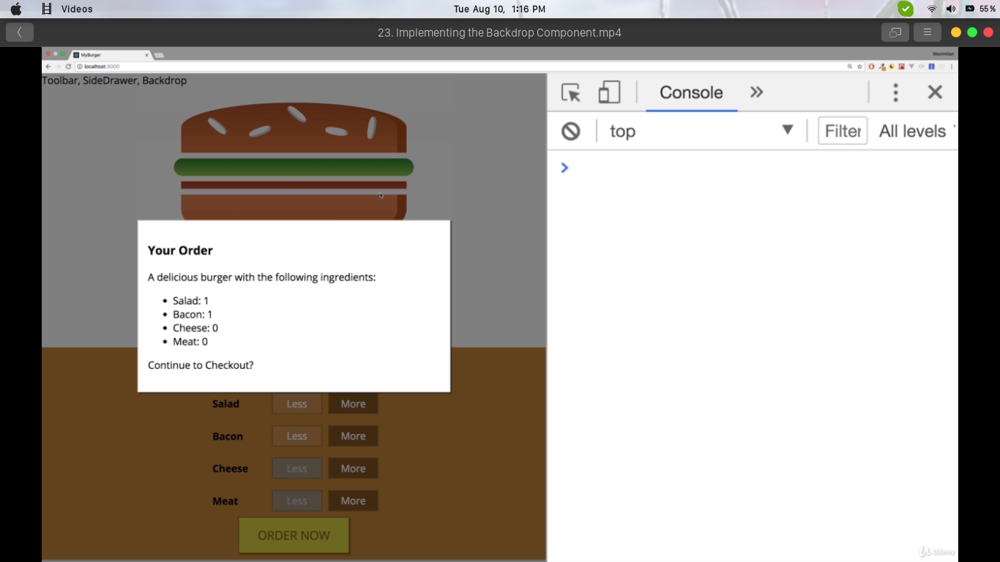 Videos
Tue Aug 10, 1:16 PM
55%
23. Implementing the Backdrop Component.mp4
MyBurger
Maximilian
localhost:3000
Toolbar, SideDrawer, Backdrop
Console
top
Filter
All levels
Your Order
A delicious burger with the following ingredients:
Salad: 1
Bacon: 1
Cheese: 0
Meat: 0
Continue to Checkout?
Salad Less More
Bacon Less More
Cheese Less More
Meat Less More
ORDER NOW
Udemy